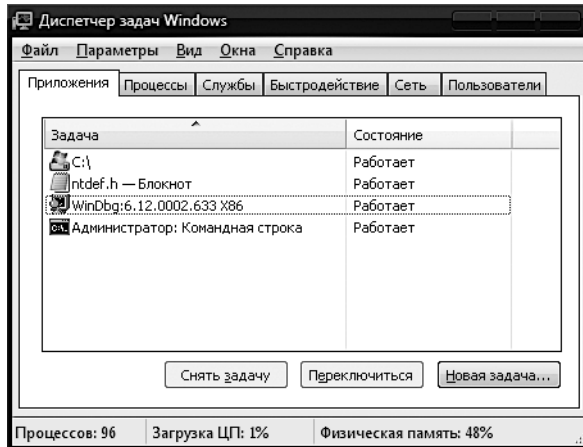 Диспетчер задач Windows
Файл Параметры Вид Окна Справка
Приложения Процессы Службы Быстродействие Сеть Пользователи
Задача Состояние
C:\ Работает
ntdef.h — Блокнот Работает
WinDbg:6.12.0002.633 X86 Работает
Администратор: Командная строка Работает
Снять задачу Переключиться Новая задача...
Процессов: 96 Загрузка ЦП: 1% Физическая память: 48%